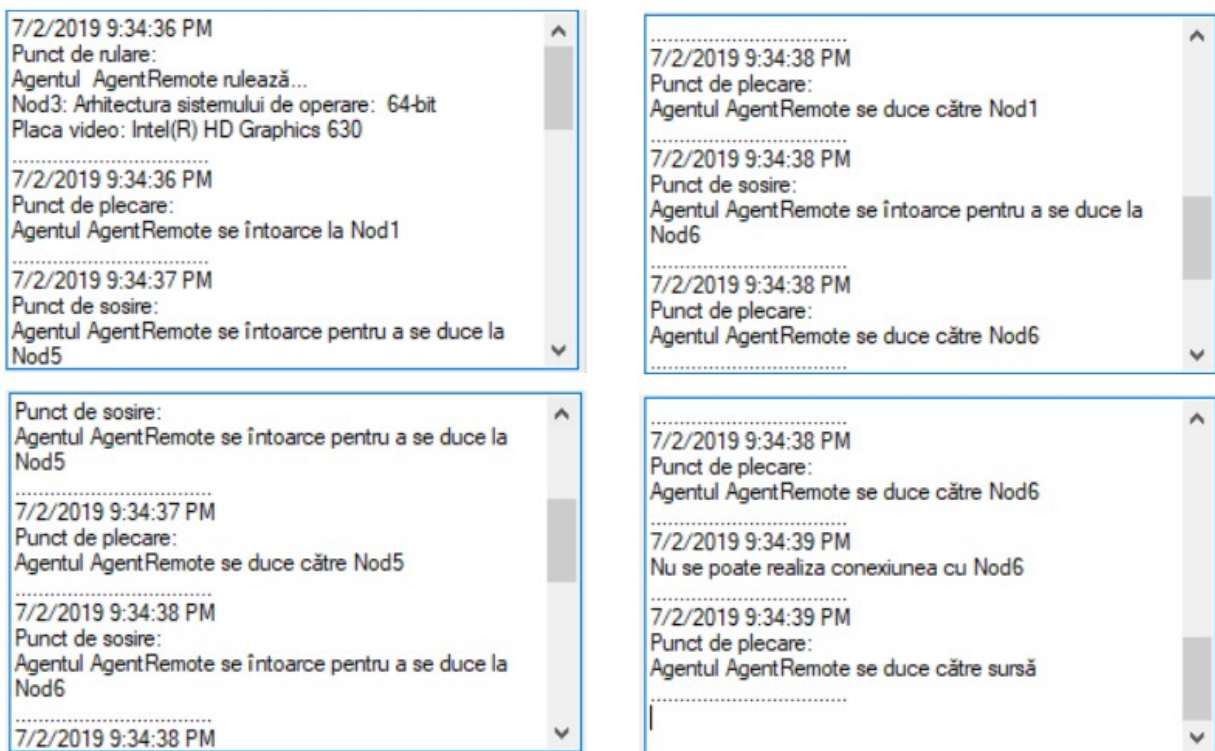 7/2/2019 9:34:36 PM
Punct de rulare:
Agentul  AgentRemote rulează...
Nod3: Arhitectura sistemului de operare:  64-bit
Placa video: Intel(R) HD Graphics 630
..................................
7/2/2019 9:34:36 PM
Punct de plecare:
Agentul AgentRemote se întoarce la Nod1
..................................
7/2/2019 9:34:37 PM
Punct de sosire:
Agentul AgentRemote se întoarce pentru a se duce la
Nod5
..................................
7/2/2019 9:34:38 PM
Punct de plecare:
Agentul AgentRemote se duce către Nod1
..................................
7/2/2019 9:34:38 PM
Punct de sosire:
Agentul AgentRemote se întoarce pentru a se duce la
Nod6
..................................
7/2/2019 9:34:38 PM
Punct de plecare:
Agentul AgentRemote se duce către Nod6
..................................
Punct de sosire:
Agentul AgentRemote se întoarce pentru a se duce la
Nod5
..................................
7/2/2019 9:34:37 PM
Punct de plecare:
Agentul AgentRemote se duce către Nod5
..................................
7/2/2019 9:34:38 PM
Punct de sosire:
Agentul AgentRemote se întoarce pentru a se duce la
Nod6
..................................
7/2/2019 9:34:38 PM
..................................
7/2/2019 9:34:38 PM
Punct de plecare:
Agentul AgentRemote se duce către Nod6
..................................
7/2/2019 9:34:39 PM
Nu se poate realiza conexiunea cu Nod6
..................................
7/2/2019 9:34:39 PM
Punct de plecare:
Agentul AgentRemote se duce către sursă
..................................